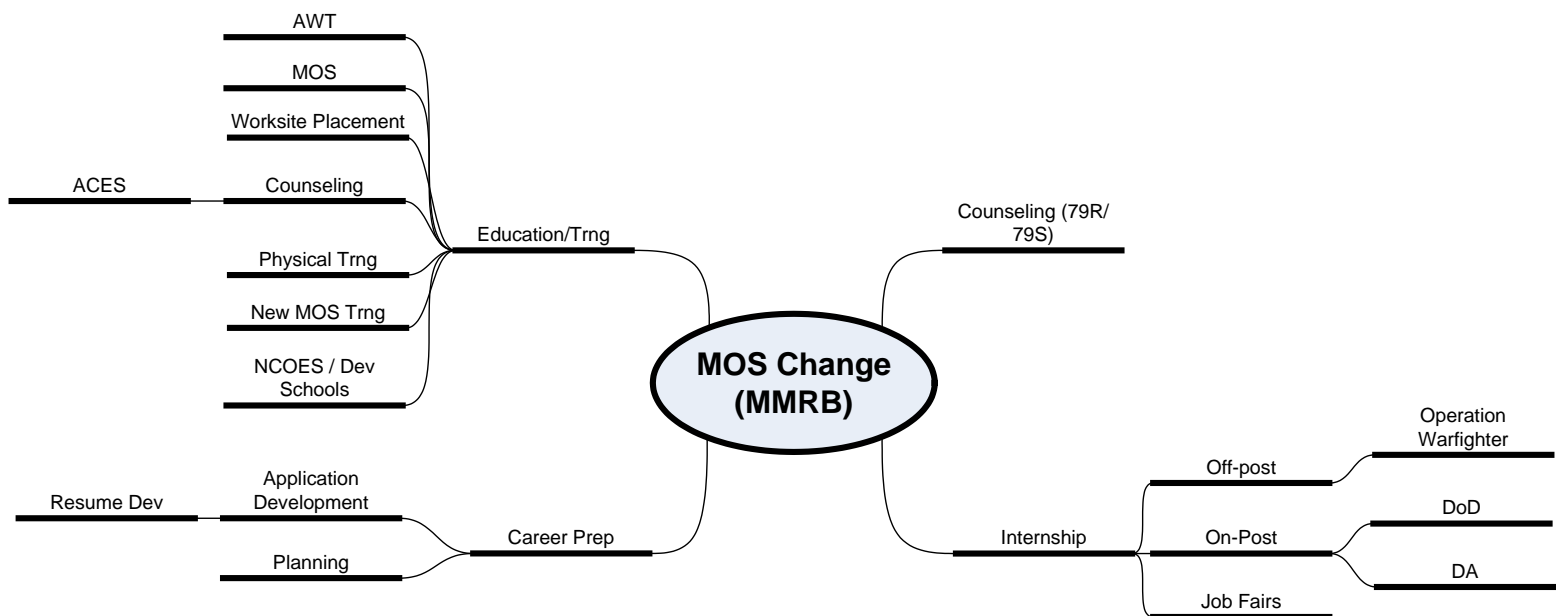 AWT
MOS
Worksite Placement
ACES
Counseling
Physical Trng
New MOS Trng
NCOES / Dev
Schools
Education/Trng
Counseling (79R/
79S)
MOS Change
(MMRB)
Resume Dev
Application
Development
Planning
Career Prep
Internship
Off-post
Operation
Warfighter
On-Post
DoD
DA
Job Fairs